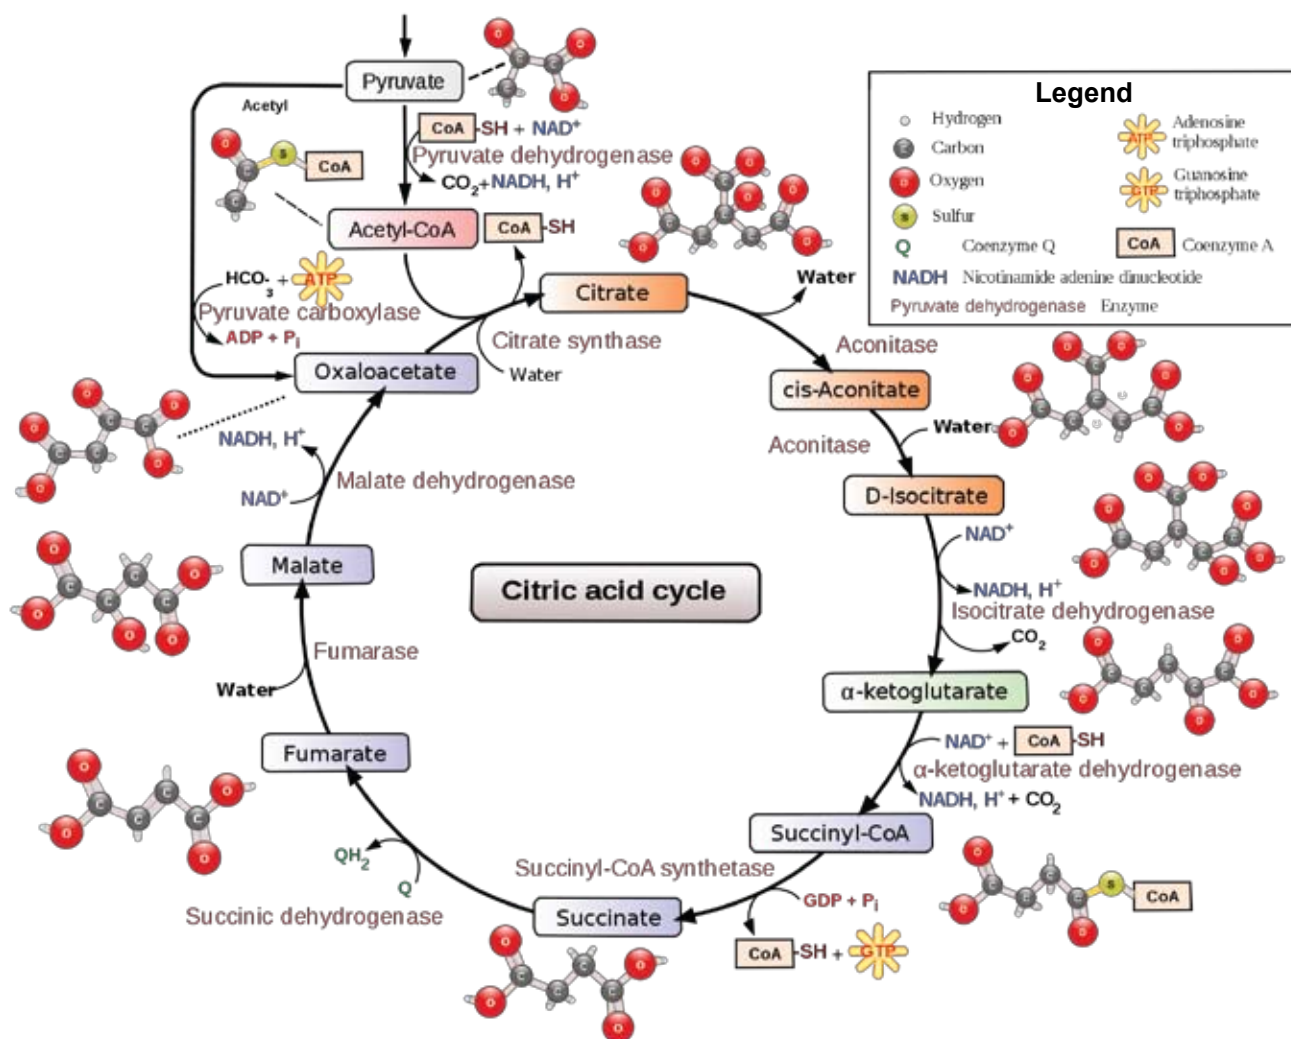 Pyruvate
Acetyl
CoA -SH + NAD⁺
Pyruvate dehydrogenase
CO₂+NADH, H⁺
S CoA
Acetyl-CoA
CoA -SH
HCO₃⁻ + ATP
Pyruvate carboxylase
ADP + Pᵢ
Citrate
Water
Citrate synthase
Water
Oxaloacetate
Aconitase
cis-Aconitate
Water
Aconitase
D-Isocitrate
NAD⁺
NADH, H⁺
Isocitrate dehydrogenase
CO₂
α-ketoglutarate
NAD⁺ + CoA -SH
α-ketoglutarate dehydrogenase
NADH, H⁺ + CO₂
Succinyl-CoA
S CoA
Succinyl-CoA synthetase
GDP + Pᵢ
CoA -SH + GTP
Succinate
QH₂
Q
Succinic dehydrogenase
Fumarate
Fumarase
Water
Malate
NADH, H⁺
NAD⁺
Malate dehydrogenase
Citric acid cycle
Legend
Hydrogen
C Carbon
O Oxygen
S Sulfur
Q Coenzyme Q
NADH Nicotinamide adenine dinucleotide
Pyruvate dehydrogenase Enzyme
ATP Adenosine
triphosphate
GTP Guanosine
triphosphate
CoA Coenzyme A